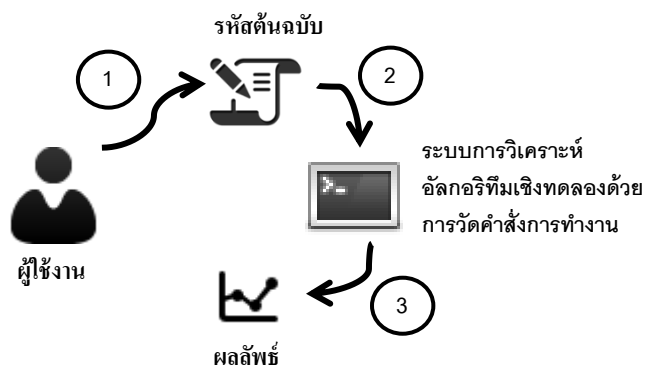 รหัสต้นฉบับ
1
2
ระบบการวิเคราะห์
อัลกอริทึมเชิงทดลองด้วย
การวัดคำสั่งการทำงาน
ผู้ใช้งาน
3
ผลลัพธ์